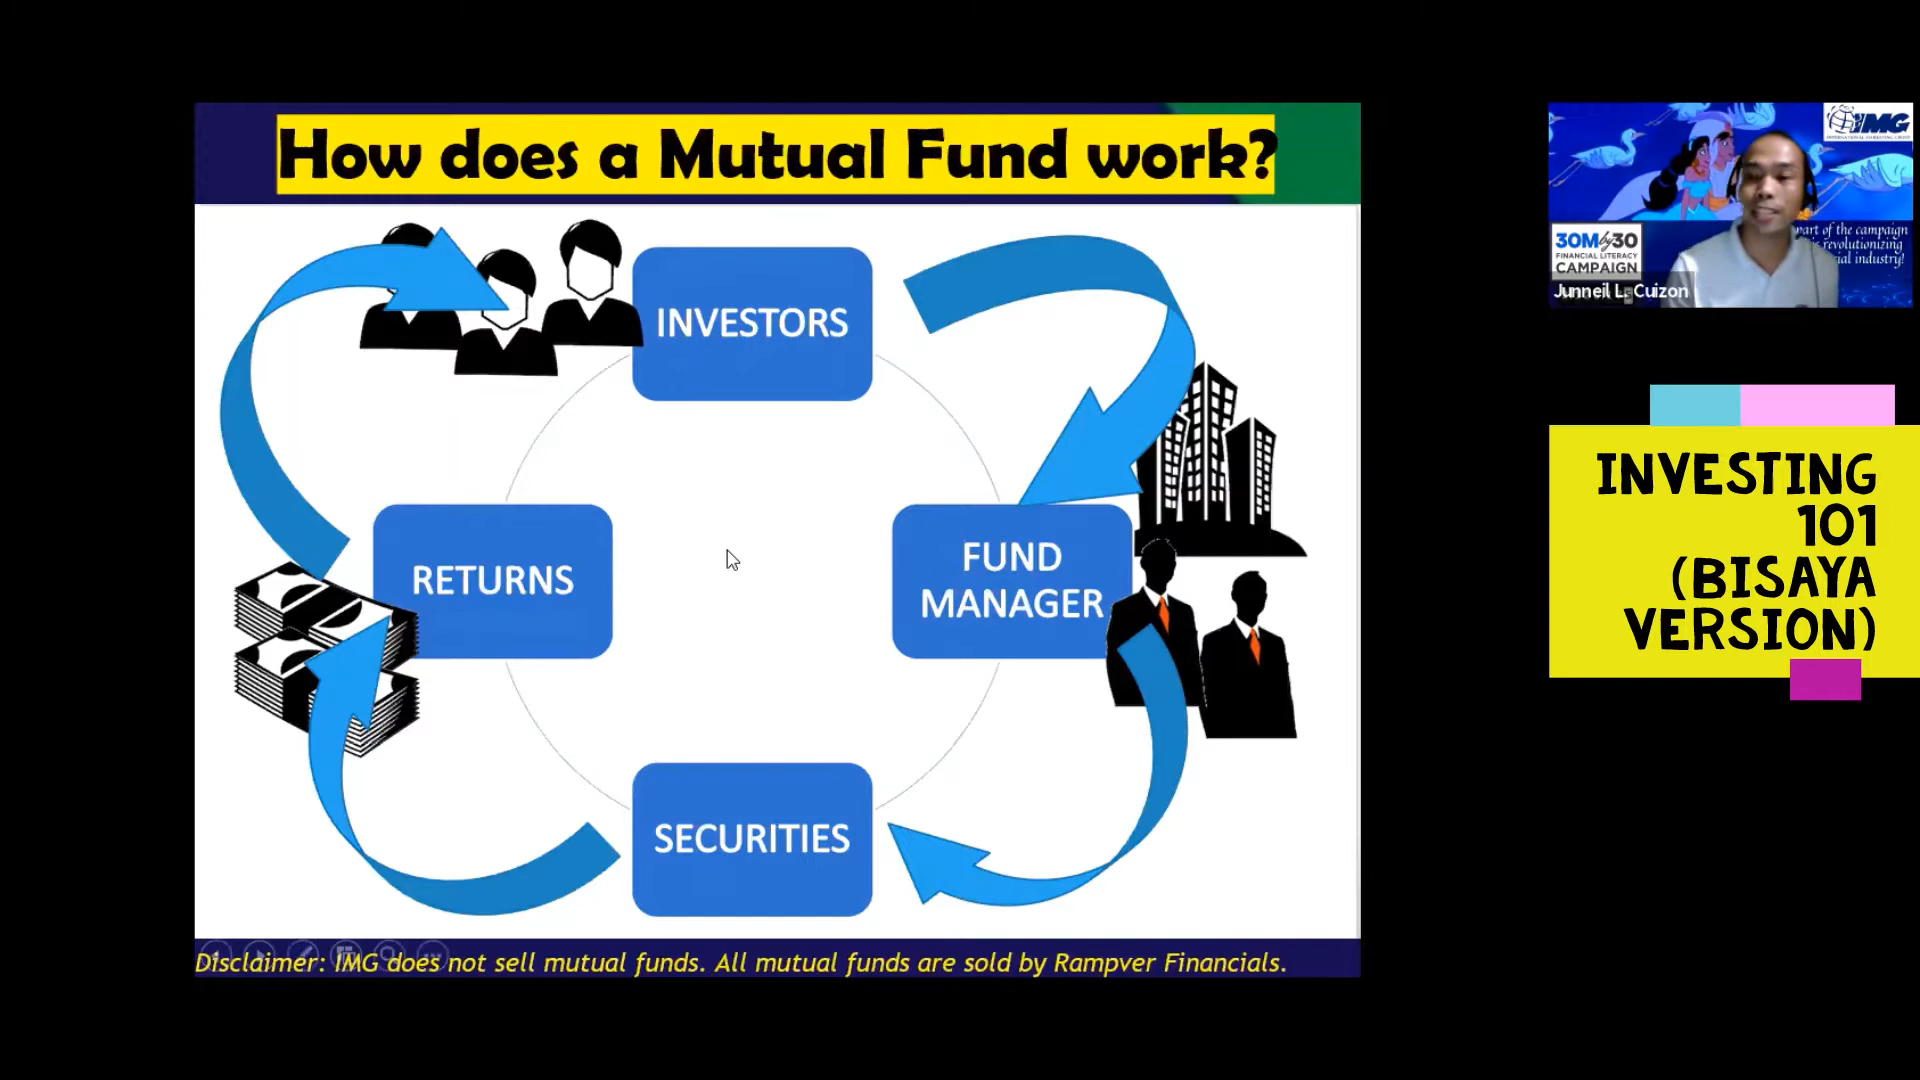 How does a Mutual Fund work?
INVESTORS
FUND
MANAGER
SECURITIES
RETURNS
Disclaimer: IMG does not sell mutual funds. All mutual funds are sold by Rampver Financials.
IMG
30M by 30
FINANCIAL LITERACY
CAMPAIGN
part of the campaign
revolutionizing
industry!
Junneil L. Cuizon
INVESTING
101
(BISAYA
VERSION)